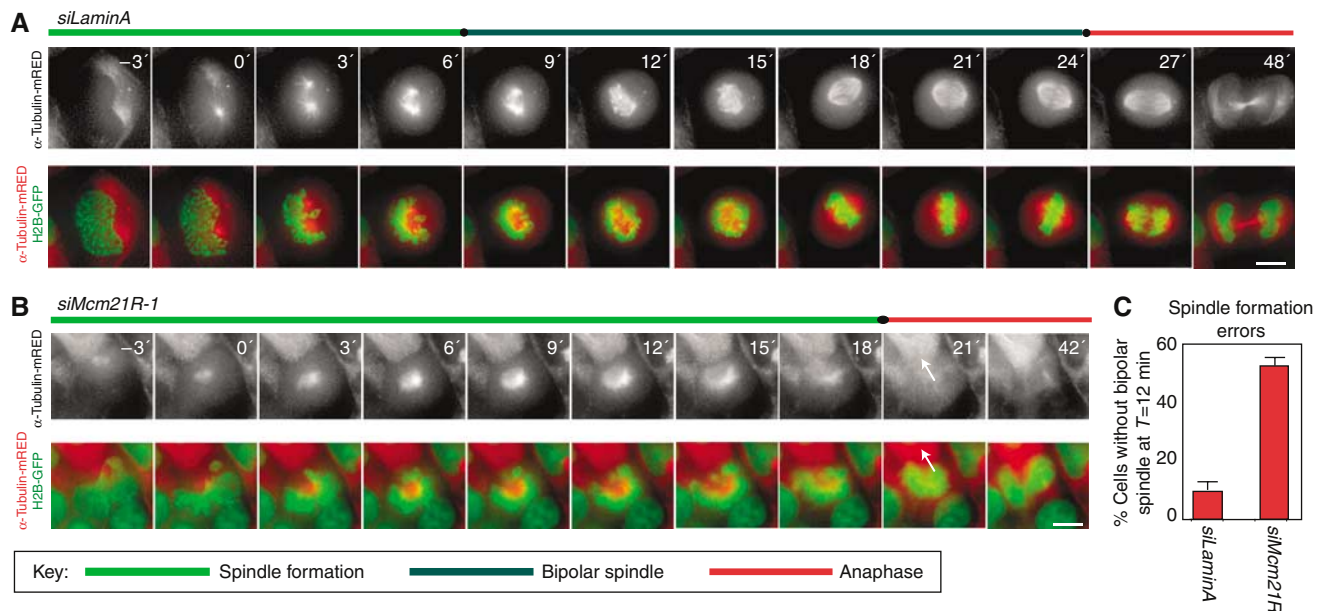 A
siLaminA
α-Tubulin-mRED
−3´ 0´ 3´ 6´ 9´ 12´ 15´ 18´ 21´ 24´ 27´ 48´
α-Tubulin-mRED
H2B-GFP
B
siMcm21R-1
α-Tubulin-mRED
−3´ 0´ 3´ 6´ 9´ 12´ 15´ 18´ 21´ 42´
α-Tubulin-mRED
H2B-GFP
C
Spindle formation
errors
% Cells without bipolar
spindle at T=12 min
60
40
20
0
siLaminA
siMcm21R
Key: Spindle formation Bipolar spindle Anaphase